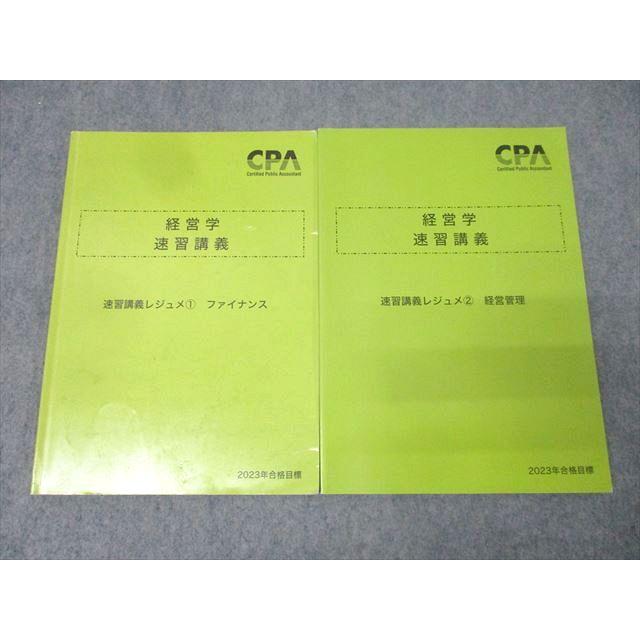 CPA
Certified Public Accountant
経営学
速習講義
速習講義レジュメ① ファイナンス
2023年合格目標
CPA
Certified Public Accountant
経営学
速習講義
速習講義レジュメ② 経営管理
2023年合格目標